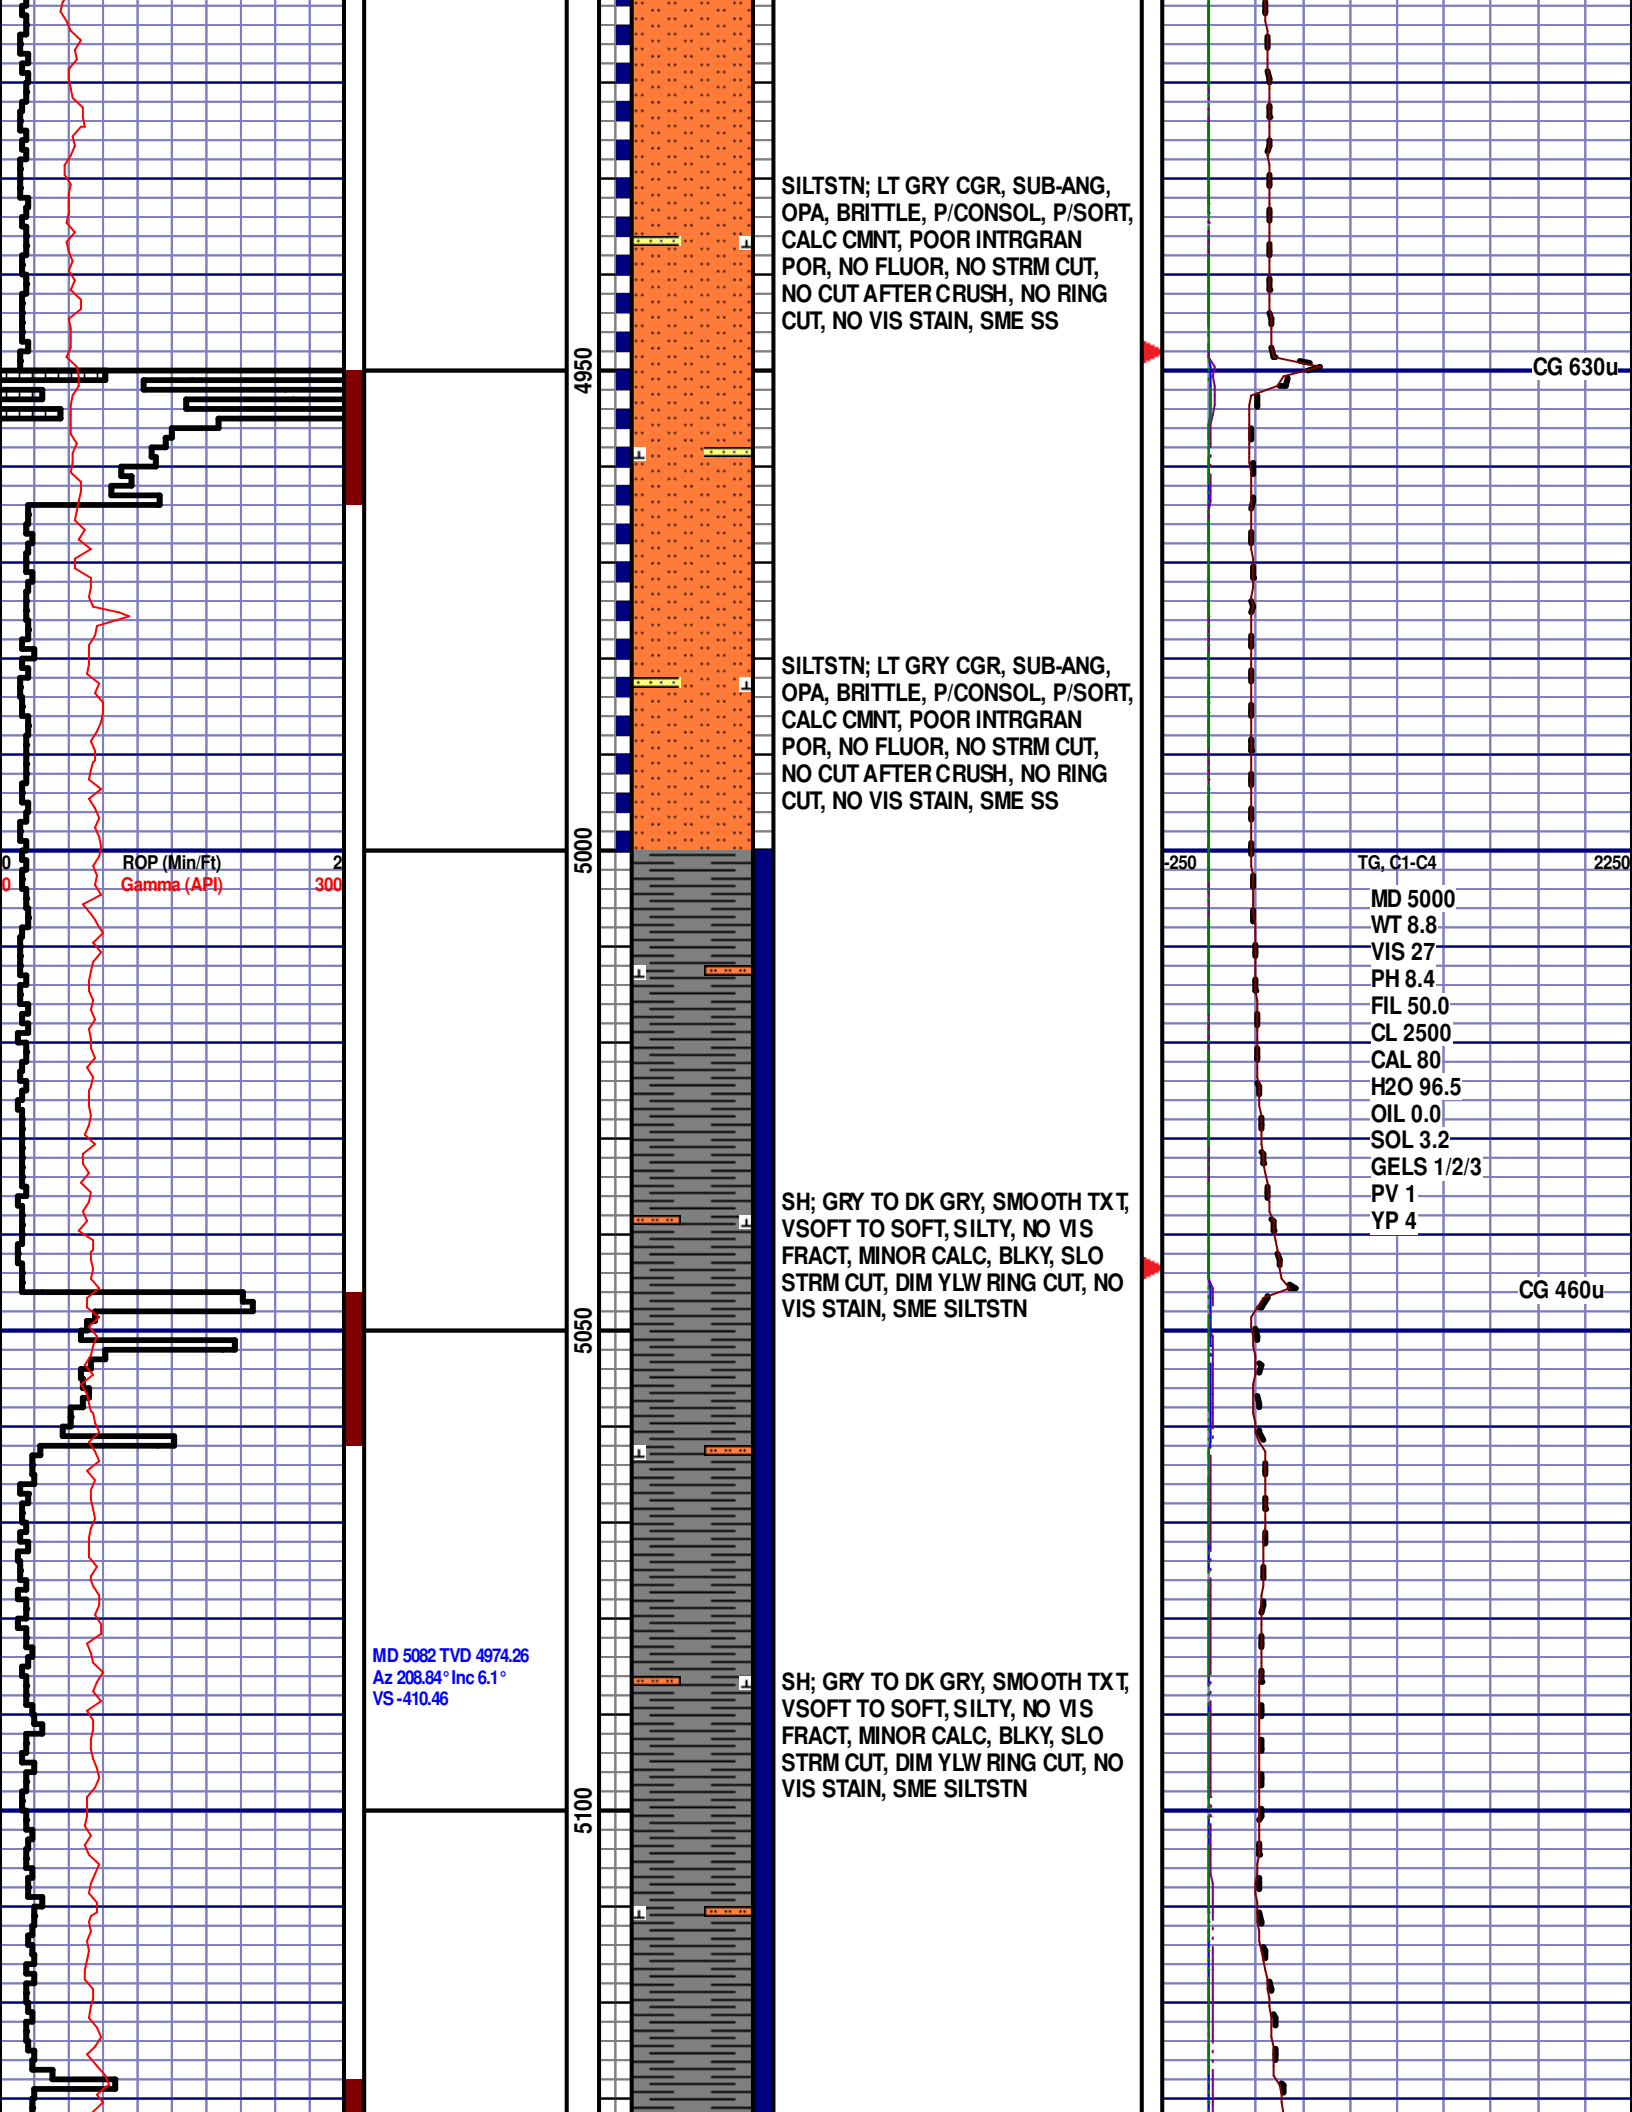 SILTSTN; LT GRY CGR, SUB-ANG,
OPA, BRITTLE, P/CONSOL, P/SORT,
CALC CMNT, POOR INTRGRAN
POR, NO FLUOR, NO STRM CUT,
NO CUT AFTER CRUSH, NO RING
CUT, NO VIS STAIN, SME SS
4950
CG 630u
SILTSTN; LT GRY CGR, SUB-ANG,
OPA, BRITTLE, P/CONSOL, P/SORT,
CALC CMNT, POOR INTRGRAN
POR, NO FLUOR, NO STRM CUT,
NO CUT AFTER CRUSH, NO RING
CUT, NO VIS STAIN, SME SS
5000
0 ROP (Min/Ft) 2
0 Gamma (API) 300
-250 TG, C1-C4 2250
MD 5000
WT 8.8
VIS 27
PH 8.4
FIL 50.0
CL 2500
CAL 80
H2O 96.5
OIL 0.0
SOL 3.2
GELS 1/2/3
PV 1
YP 4
SH; GRY TO DK GRY, SMOOTH TXT,
VSOFT TO SOFT, SILTY, NO VIS
FRACT, MINOR CALC, BLKY, SLO
STRM CUT, DIM YLW RING CUT, NO
VIS STAIN, SME SILTSTN
CG 460u
5050
MD 5082 TVD 4974.26
Az 208.84° Inc 6.1°
VS -410.46
SH; GRY TO DK GRY, SMOOTH TXT,
VSOFT TO SOFT, SILTY, NO VIS
FRACT, MINOR CALC, BLKY, SLO
STRM CUT, DIM YLW RING CUT, NO
VIS STAIN, SME SILTSTN
5100